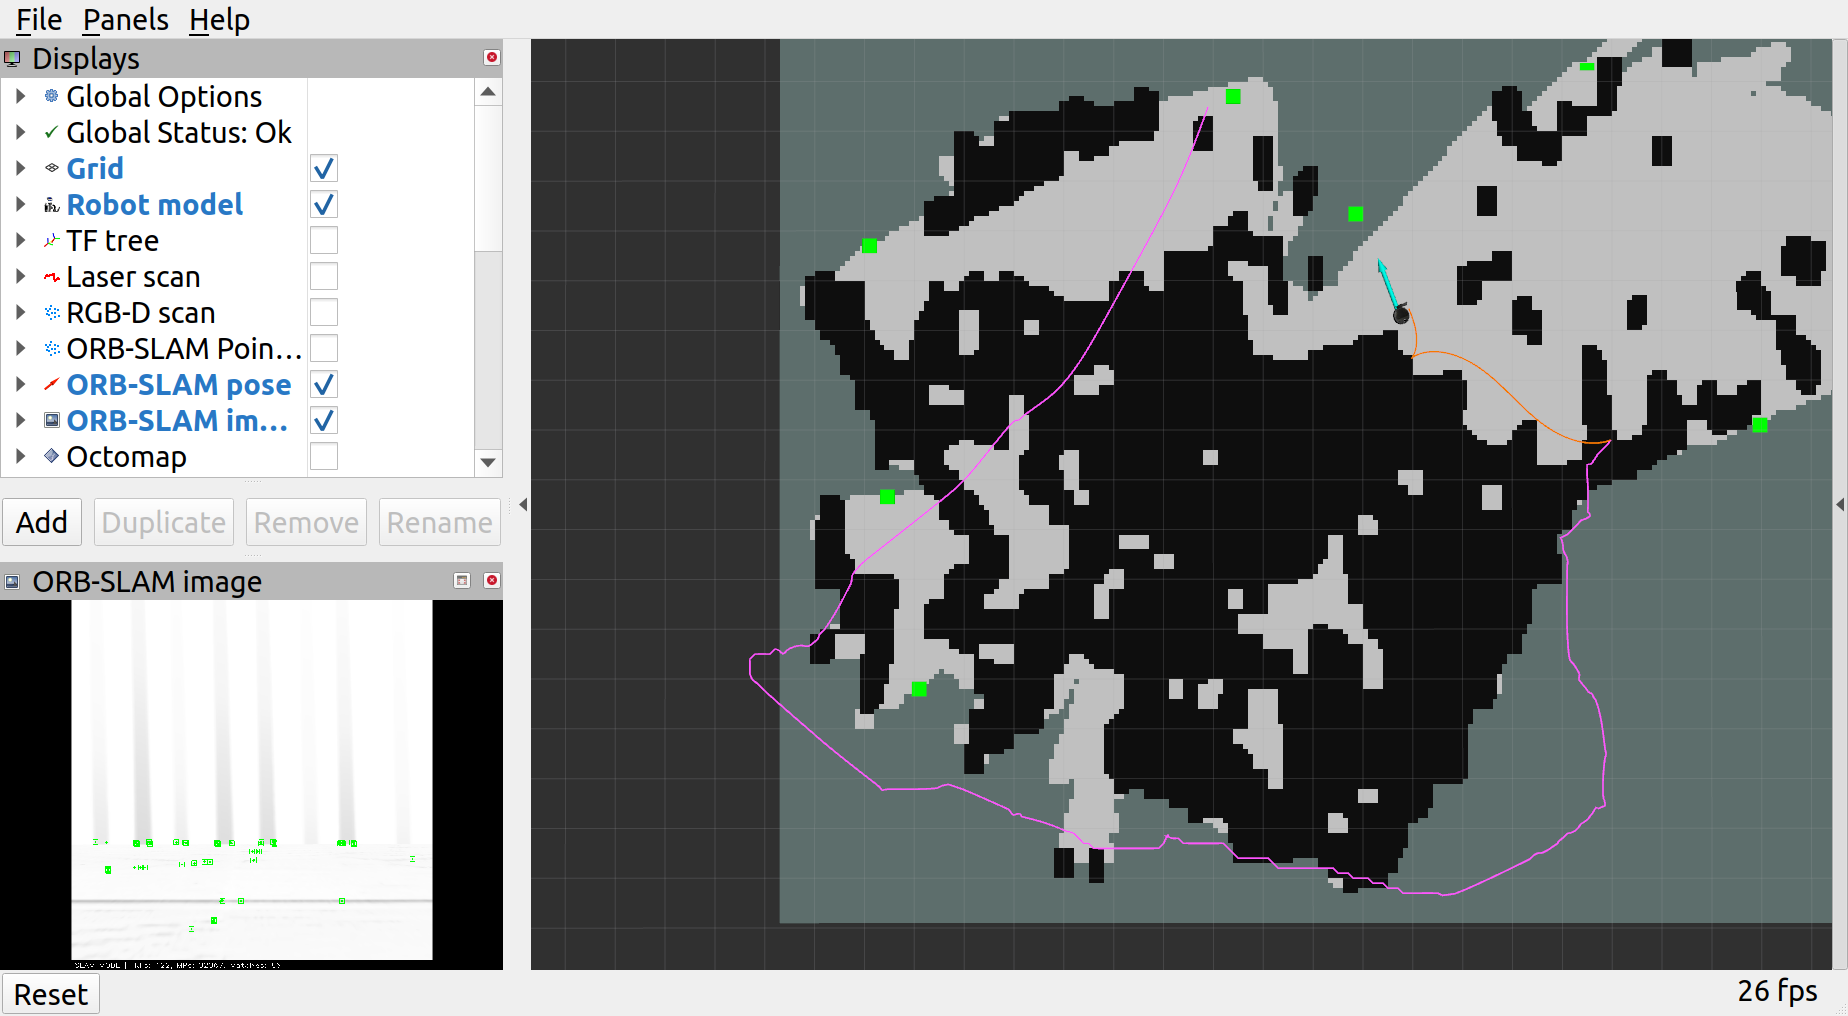 File Panels Help
Displays
Global Options
Global Status: Ok
Grid
Robot model
TF tree
Laser scan
RGB-D scan
ORB-SLAM Poin...
ORB-SLAM pose
ORB-SLAM im...
Octomap
Add Duplicate Remove Rename
ORB-SLAM image
SLAM MODE |
Reset
26 fps